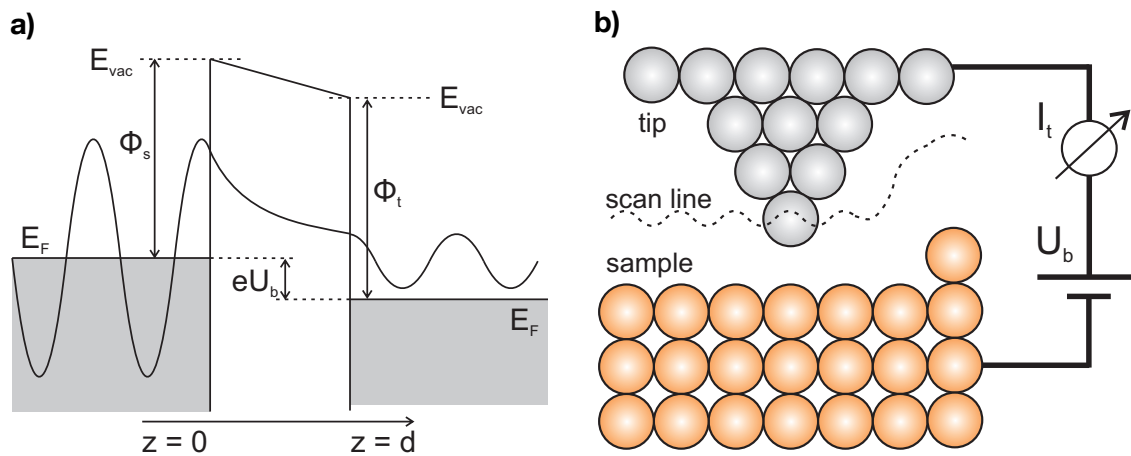 a)
E_vac
E_vac
Φ_s
Φ_t
E_F
eU_b
E_F
z = 0
z = d
b)
tip
I_t
scan line
U_b
sample